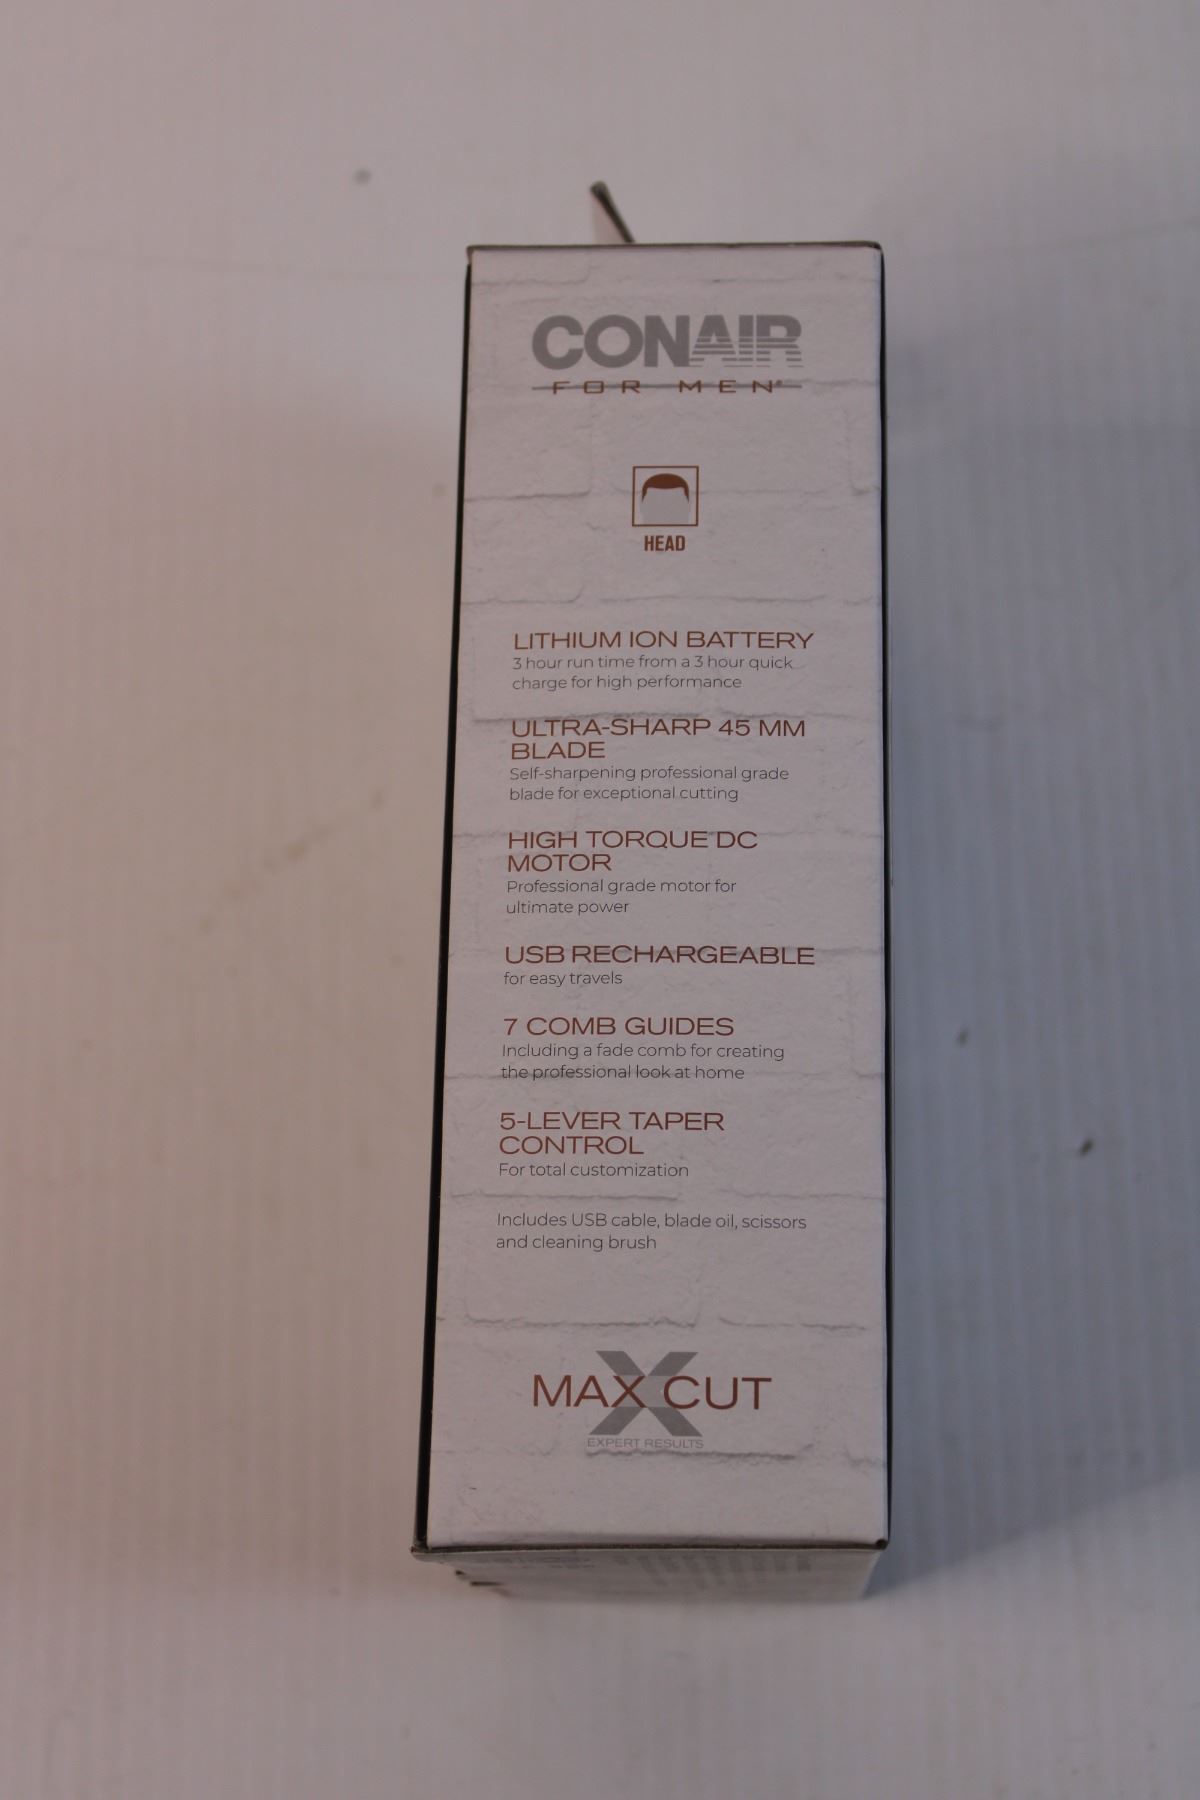 CONAIR
FOR MEN®
HEAD
LITHIUM ION BATTERY
3 hour run time from a 3 hour quick
charge for high performance
ULTRA-SHARP 45 MM
BLADE
Self-sharpening professional grade
blade for exceptional cutting
HIGH TORQUE DC
MOTOR
Professional grade motor for
ultimate power
USB RECHARGEABLE
for easy travels
7 COMB GUIDES
Including a fade comb for creating
the professional look at home
5-LEVER TAPER
CONTROL
For total customization
Includes USB cable, blade oil, scissors
and cleaning brush
MAX X CUT
EXPERT RESULTS